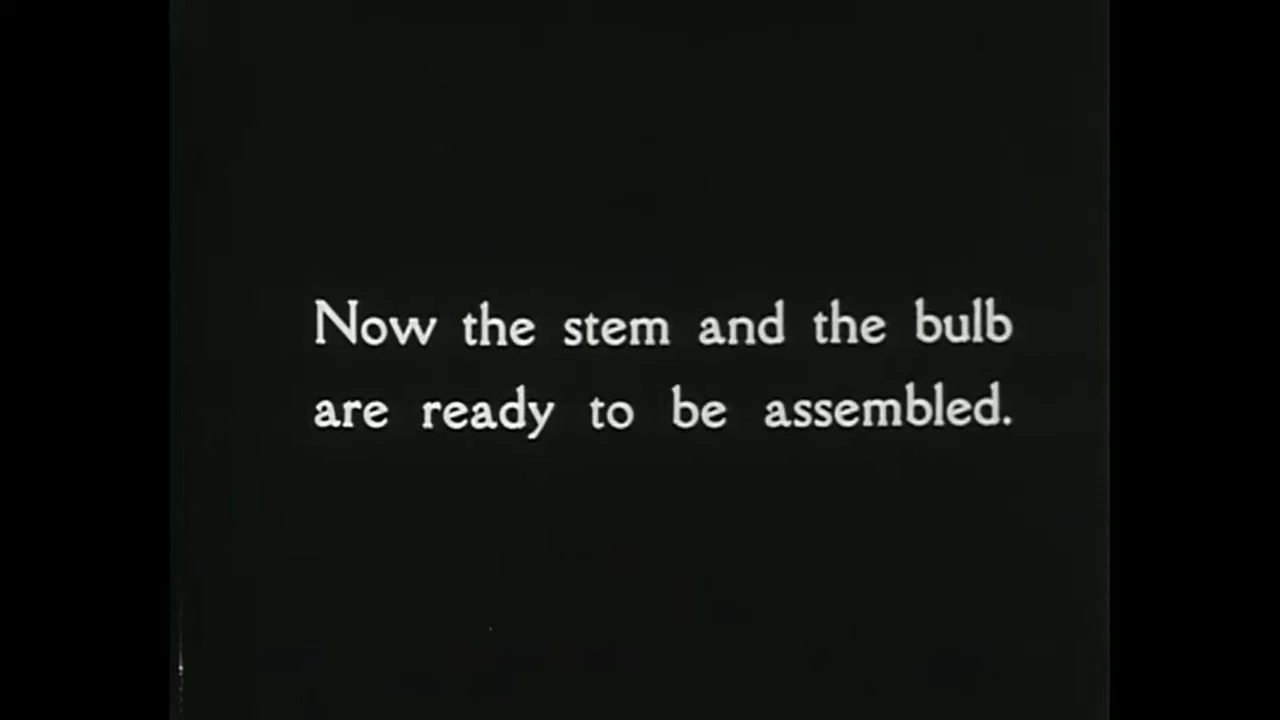 Now the stem and the bulb
are ready to be assembled.